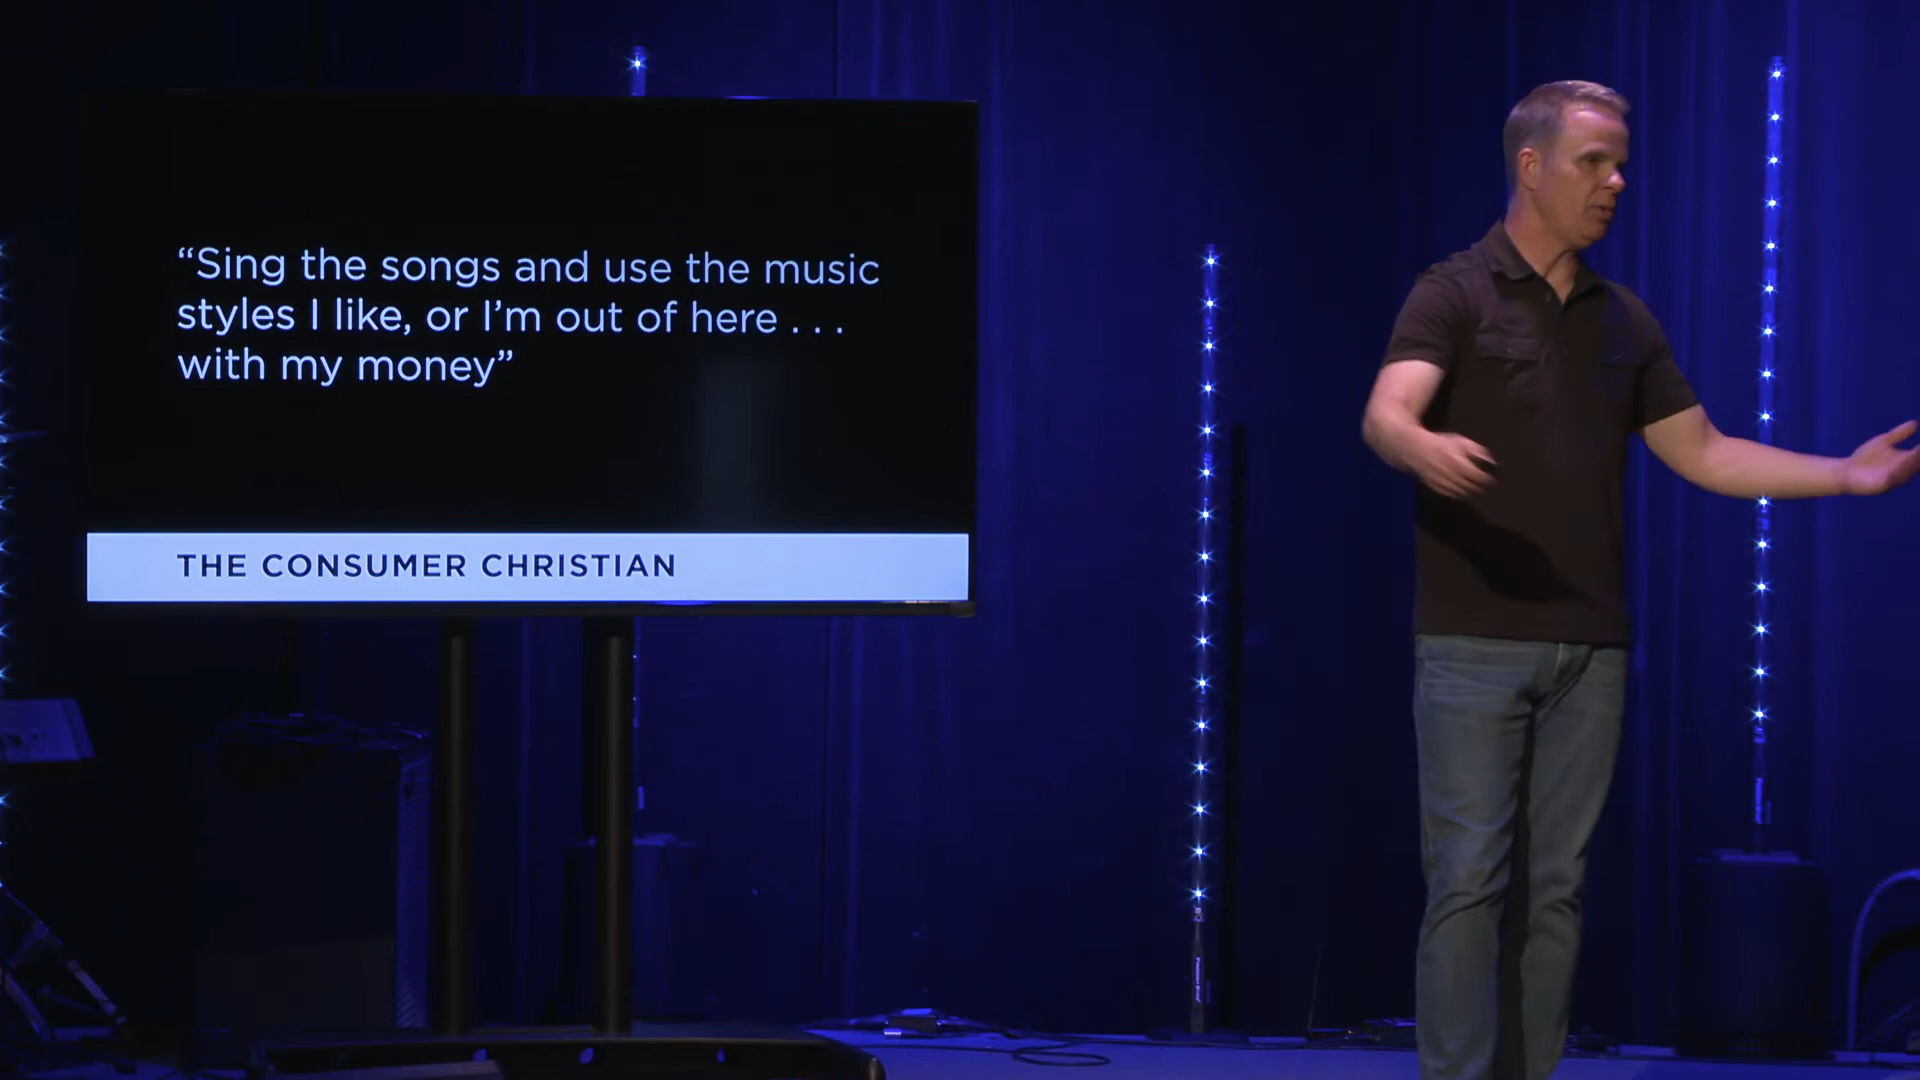 “Sing the songs and use the music
styles I like, or I’m out of here . . .
with my money”
THE CONSUMER CHRISTIAN